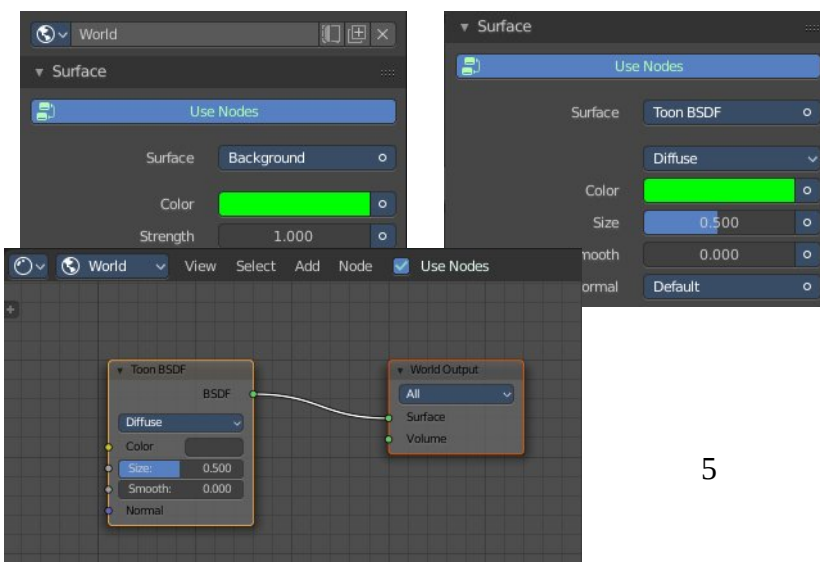 World
Surface
Use Nodes
Surface Background
Color
Strength 1.000
Surface
Use Nodes
Surface Toon BSDF
Diffuse
Color
Size 0.500
mooth 0.000
ormal Default
World View Select Add Node Use Nodes
Toon BSDF
BSDF
Diffuse
Color
Size: 0.500
Smooth: 0.000
Normal
World Output
All
Surface
Volume
5